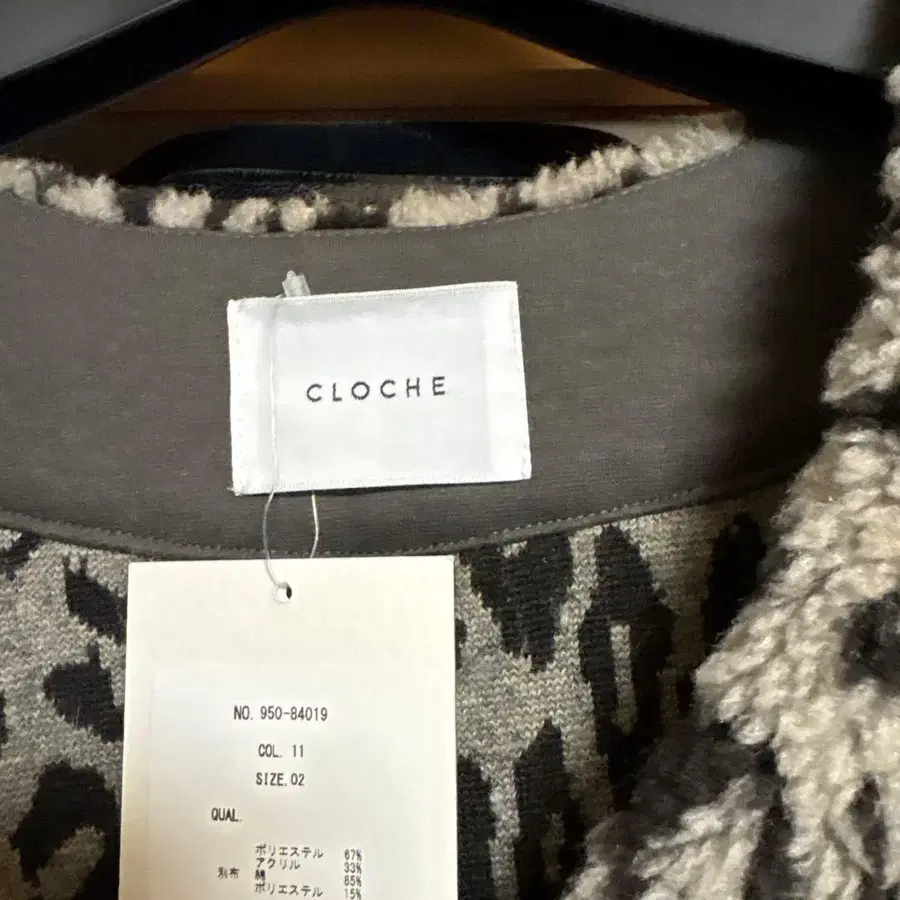 CLOCHE
NO. 950-84019
COL. 11
SIZE. 02
QUAL.
ポリエステル 67%
アクリル 33%
別布 綿 85%
ポリエステル 15%